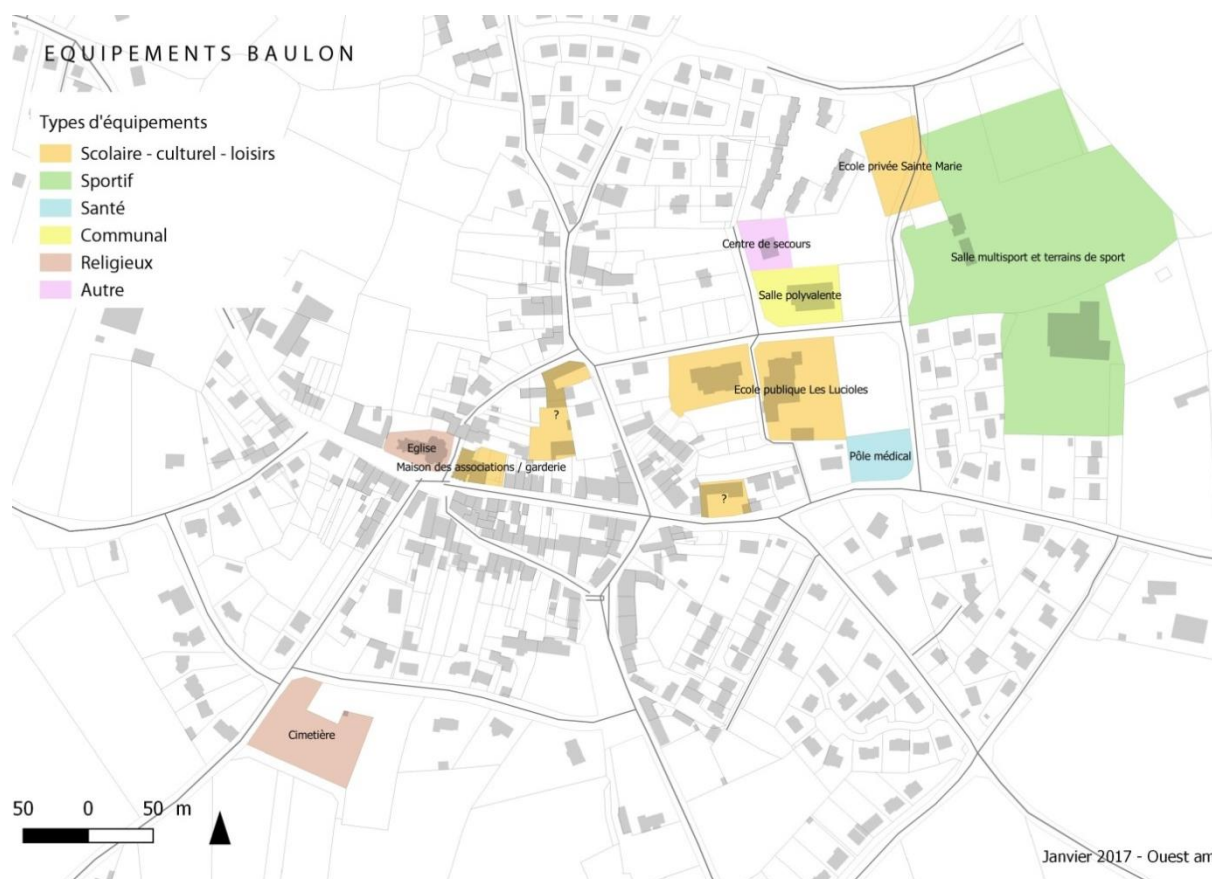 EQUIPEMENTS BAULON
Types d'équipements
Scolaire - culturel - loisirs
Sportif
Santé
Communal
Religieux
Autre
Ecole privée Sainte Marie
Centre de secours
Salle multisport et terrains de sport
Salle polyvalente
Ecole publique Les Lucioles
?
Eglise
Maison des associations / garderie
Pôle médical
?
Cimetière
50 0 50 m
Janvier 2017 - Ouest am